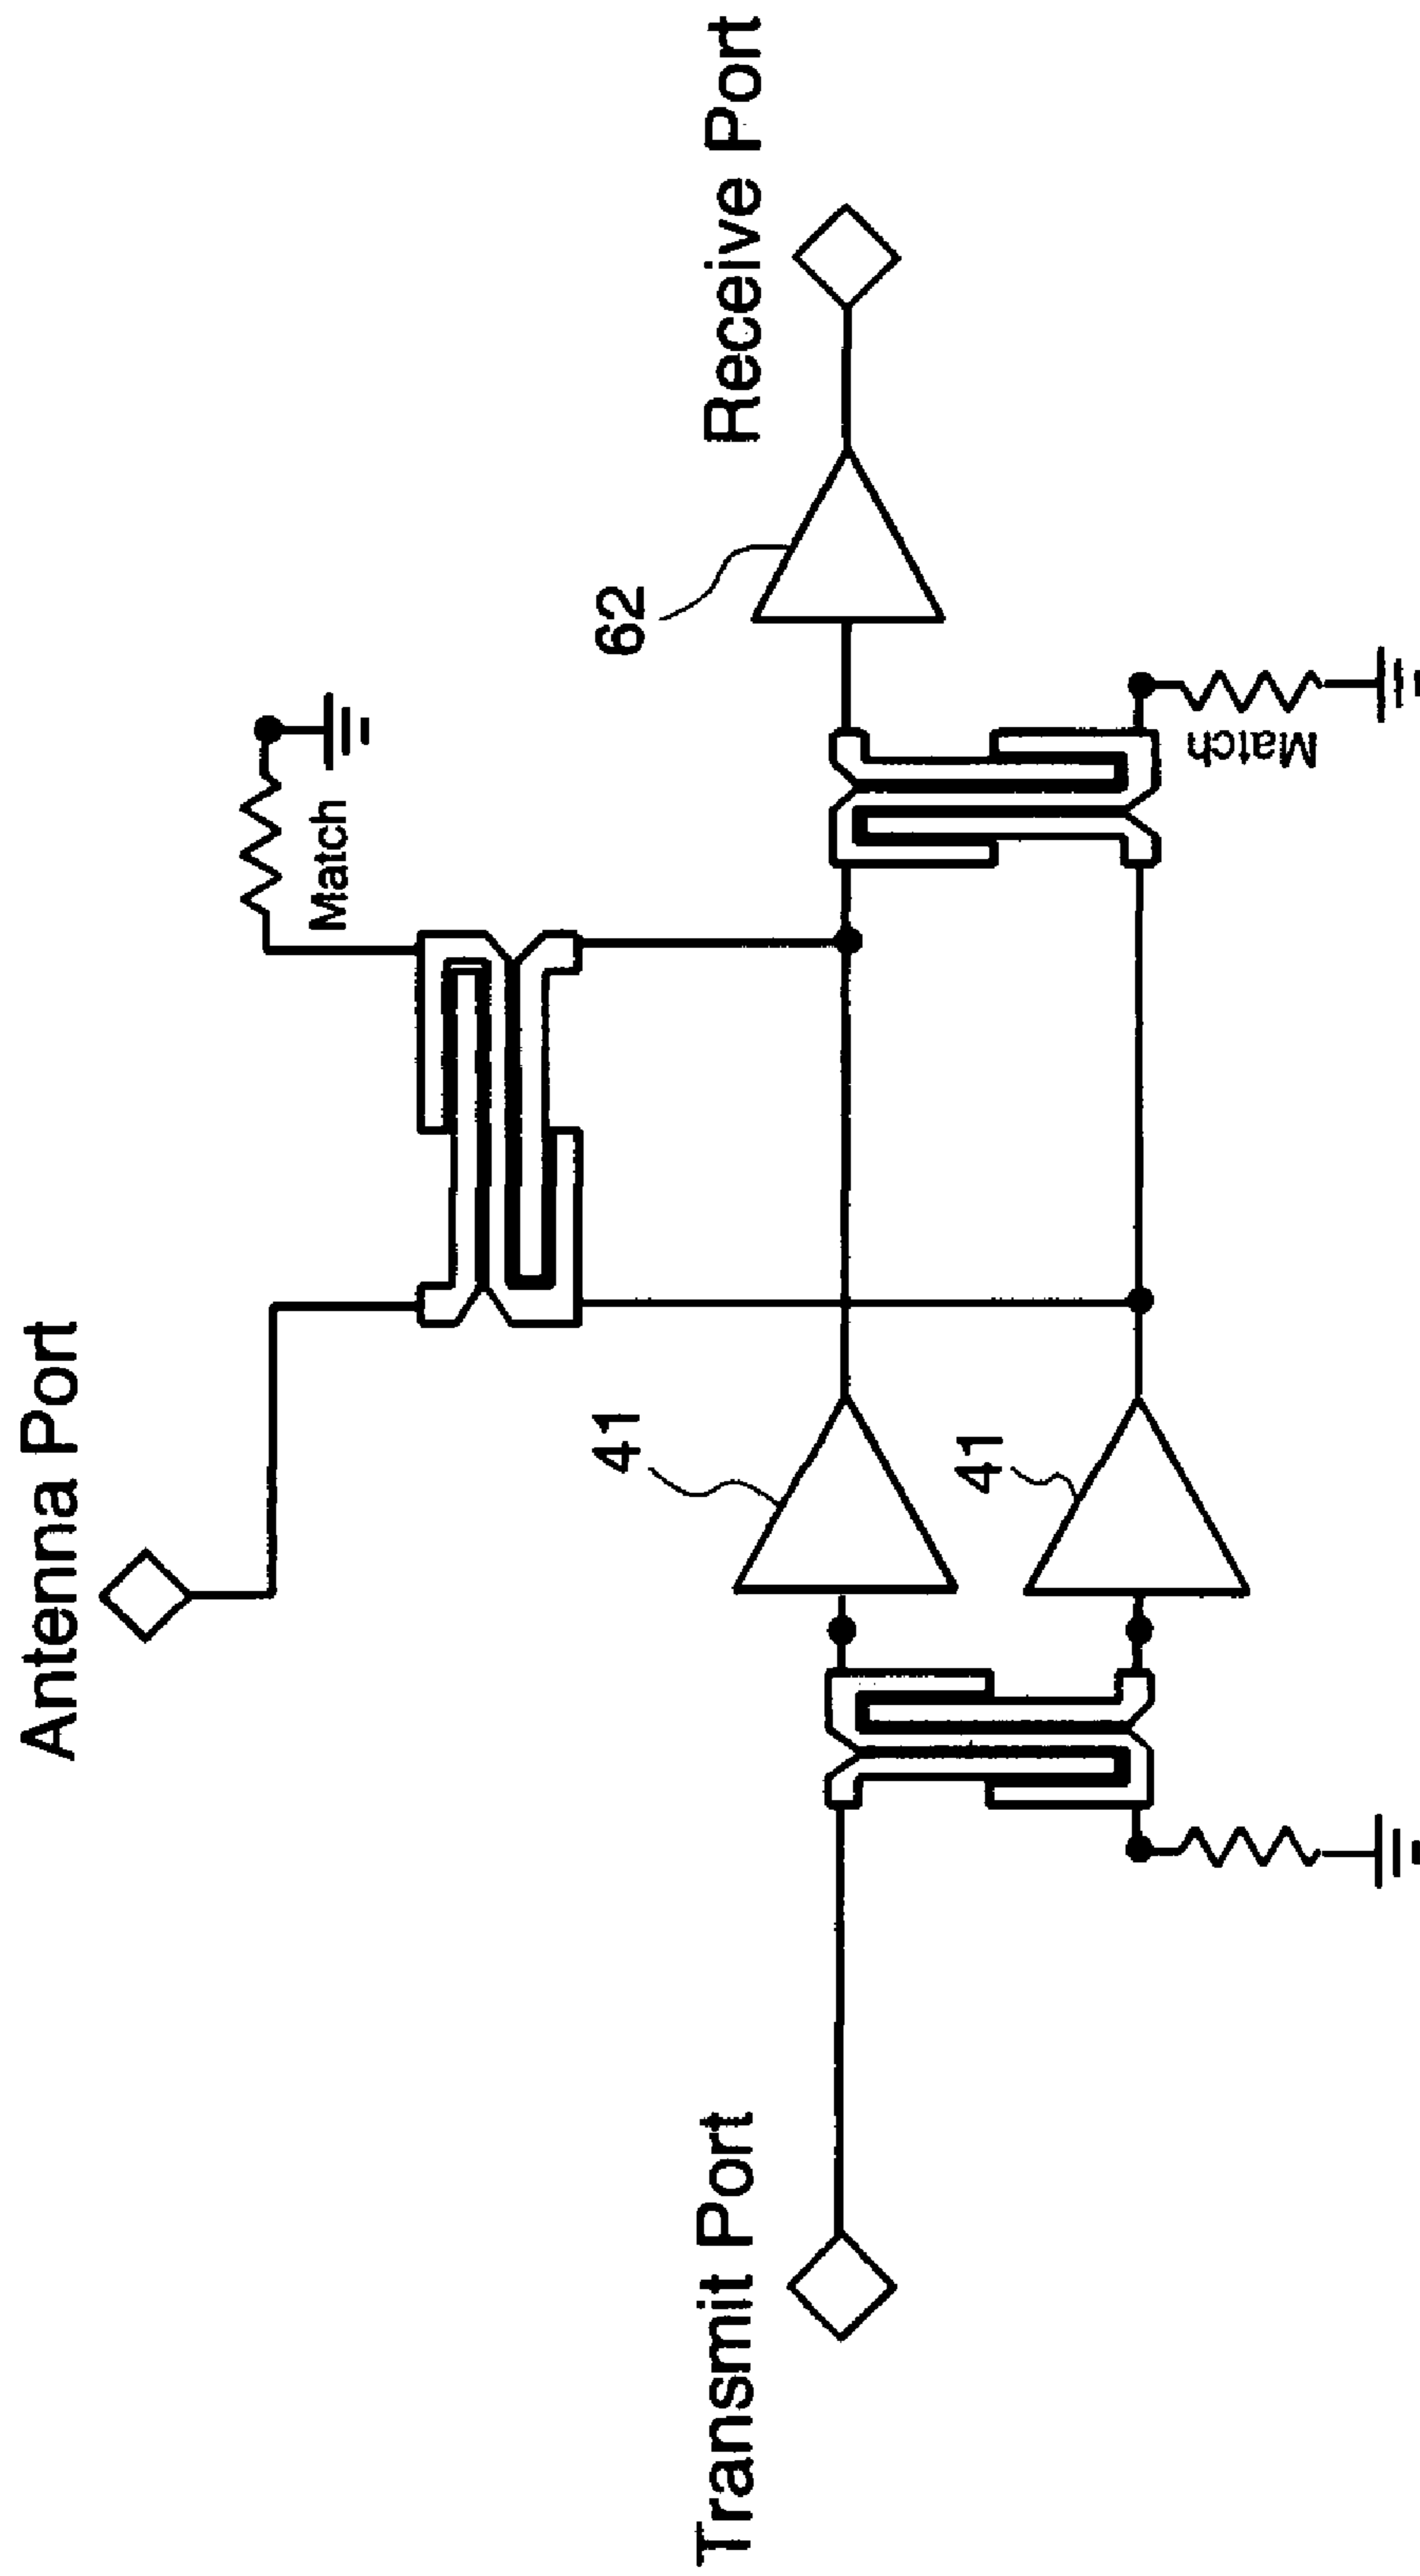 Antenna Port
Match
62
Receive Port
41
Transmit Port
41
Match